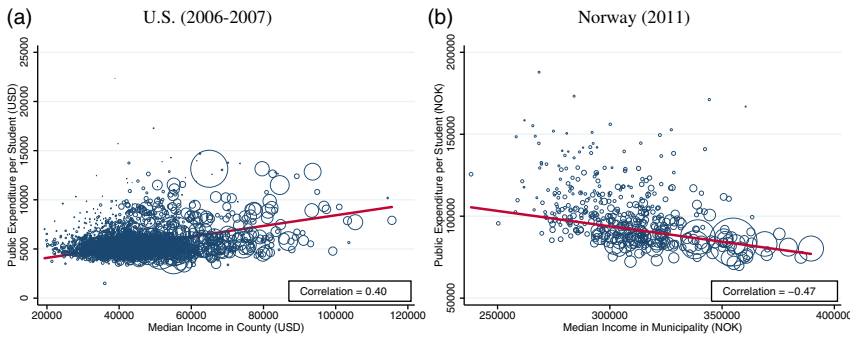 (a)
U.S. (2006-2007)
Public Expenditure per Student (USD)
25000
20000
15000
10000
5000
0
Correlation = 0.40
20000 40000 60000 80000 100000 120000
Median Income in County (USD)
(b)
Norway (2011)
Public Expenditure per Student (NOK)
200000
150000
100000
50000
Correlation = −0.47
250000 300000 350000 400000
Median Income in Municipality (NOK)